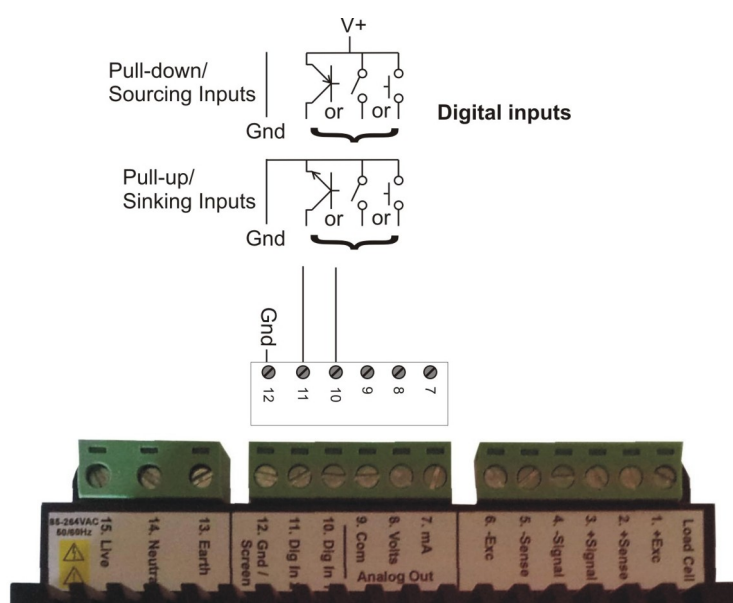 V+
Pull-down/
Sourcing Inputs
or
or
Gnd
Digital inputs
Pull-up/
Sinking Inputs
or
or
Gnd
Gnd
12
11
10
9
8
7
85-264VAC
50/60Hz
15. Live
14. Neutral
13. Earth
12. Gnd /
Screen
11. Dig In
10. Dig In
9. Com
8. Volts
7. mA
Analog Out
6. -Exc
5. -Sense
4. -Signal
3. +Signal
2. +Sense
1. +Exc
Load Cell